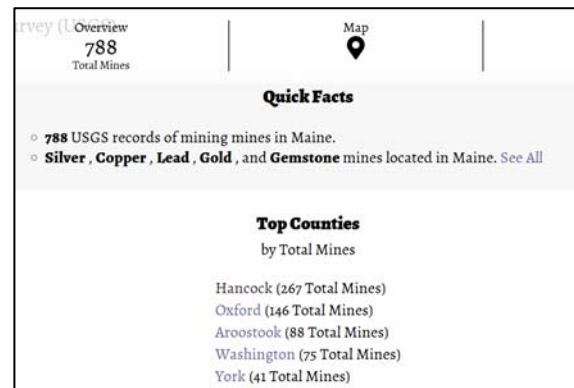 rvey (USGS)
Overview
788
Total Mines
Map
Quick Facts
788 USGS records of mining mines in Maine.
Silver , Copper , Lead , Gold , and Gemstone mines located in Maine. See All
Top Counties
by Total Mines
Hancock (267 Total Mines)
Oxford (146 Total Mines)
Aroostook (88 Total Mines)
Washington (75 Total Mines)
York (41 Total Mines)